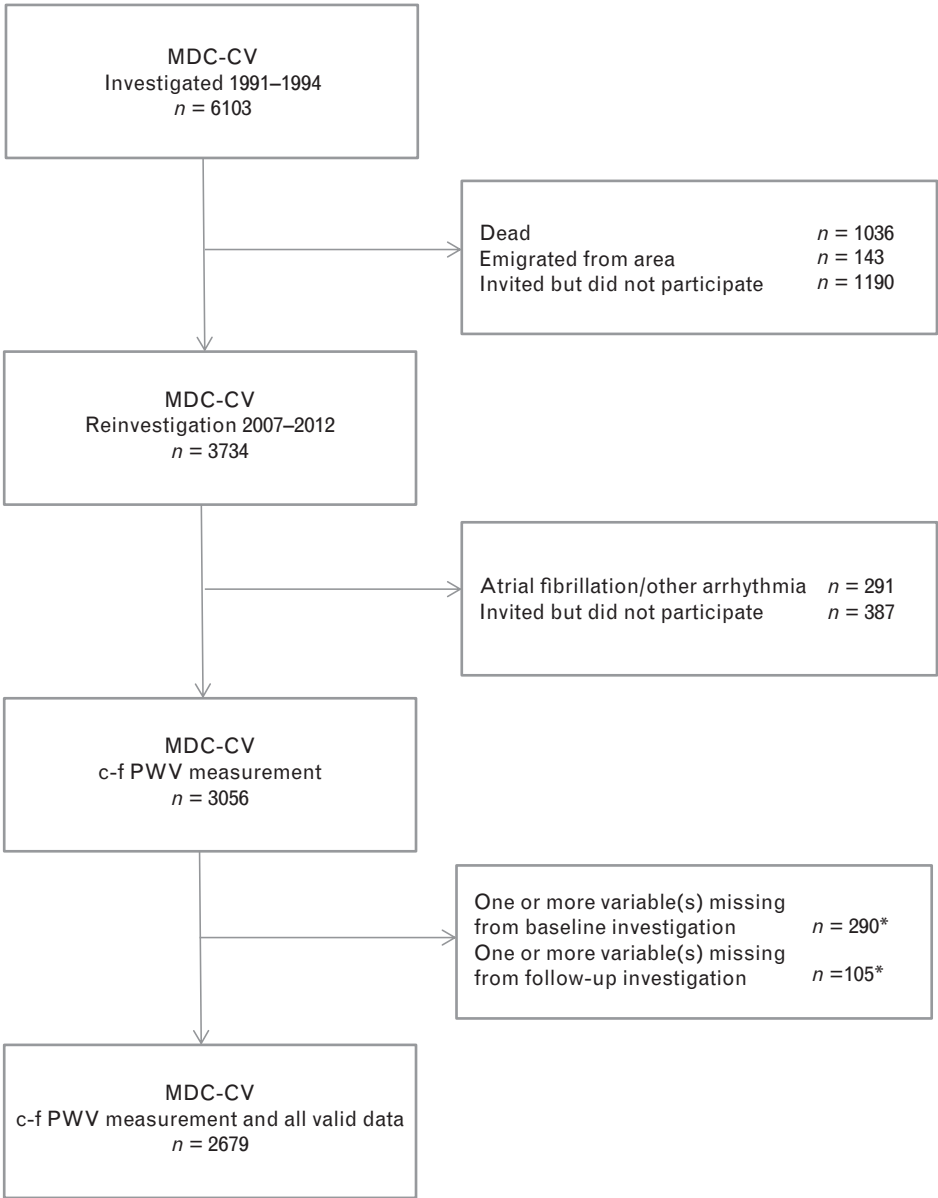 MDC-CV
Investigated 1991–1994
n = 6103
Dead n = 1036
Emigrated from area n = 143
Invited but did not participate n = 1190
MDC-CV
Reinvestigation 2007–2012
n = 3734
Atrial fibrillation/other arrhythmia n = 291
Invited but did not participate n = 387
MDC-CV
c-f PWV measurement
n = 3056
One or more variable(s) missing
from baseline investigation n = 290*
One or more variable(s) missing
from follow-up investigation n =105*
MDC-CV
c-f PWV measurement and all valid data
n = 2679